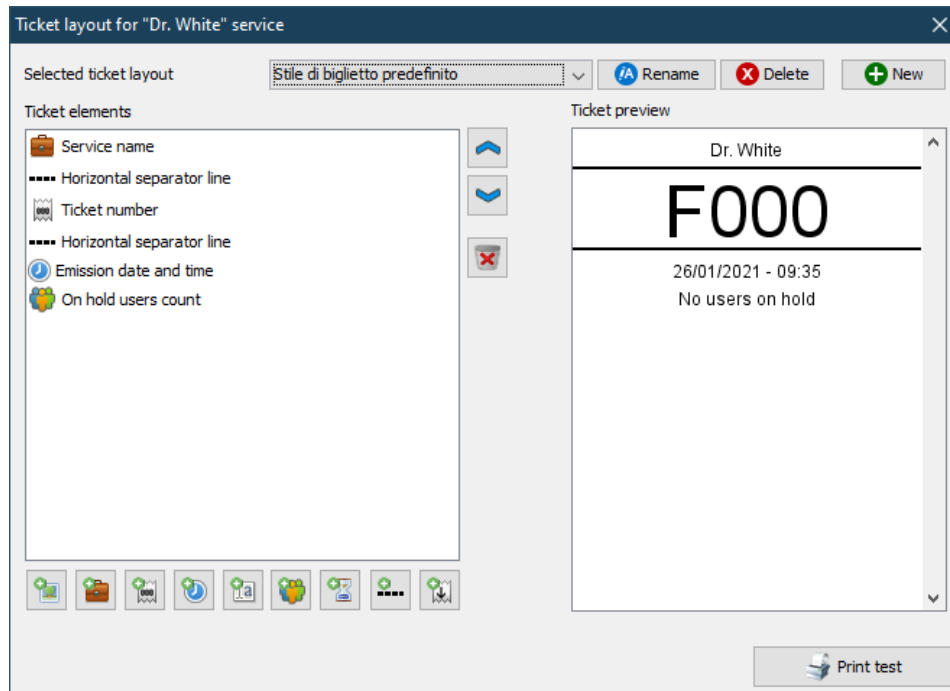 Ticket layout for "Dr. White" service
Selected ticket layout
Stile di biglietto predefinito
Rename
Delete
New
Ticket elements
Ticket preview
Service name
Horizontal separator line
Ticket number
Horizontal separator line
Emission date and time
On hold users count
Dr. White
F000
26/01/2021 - 09:35
No users on hold
Print test